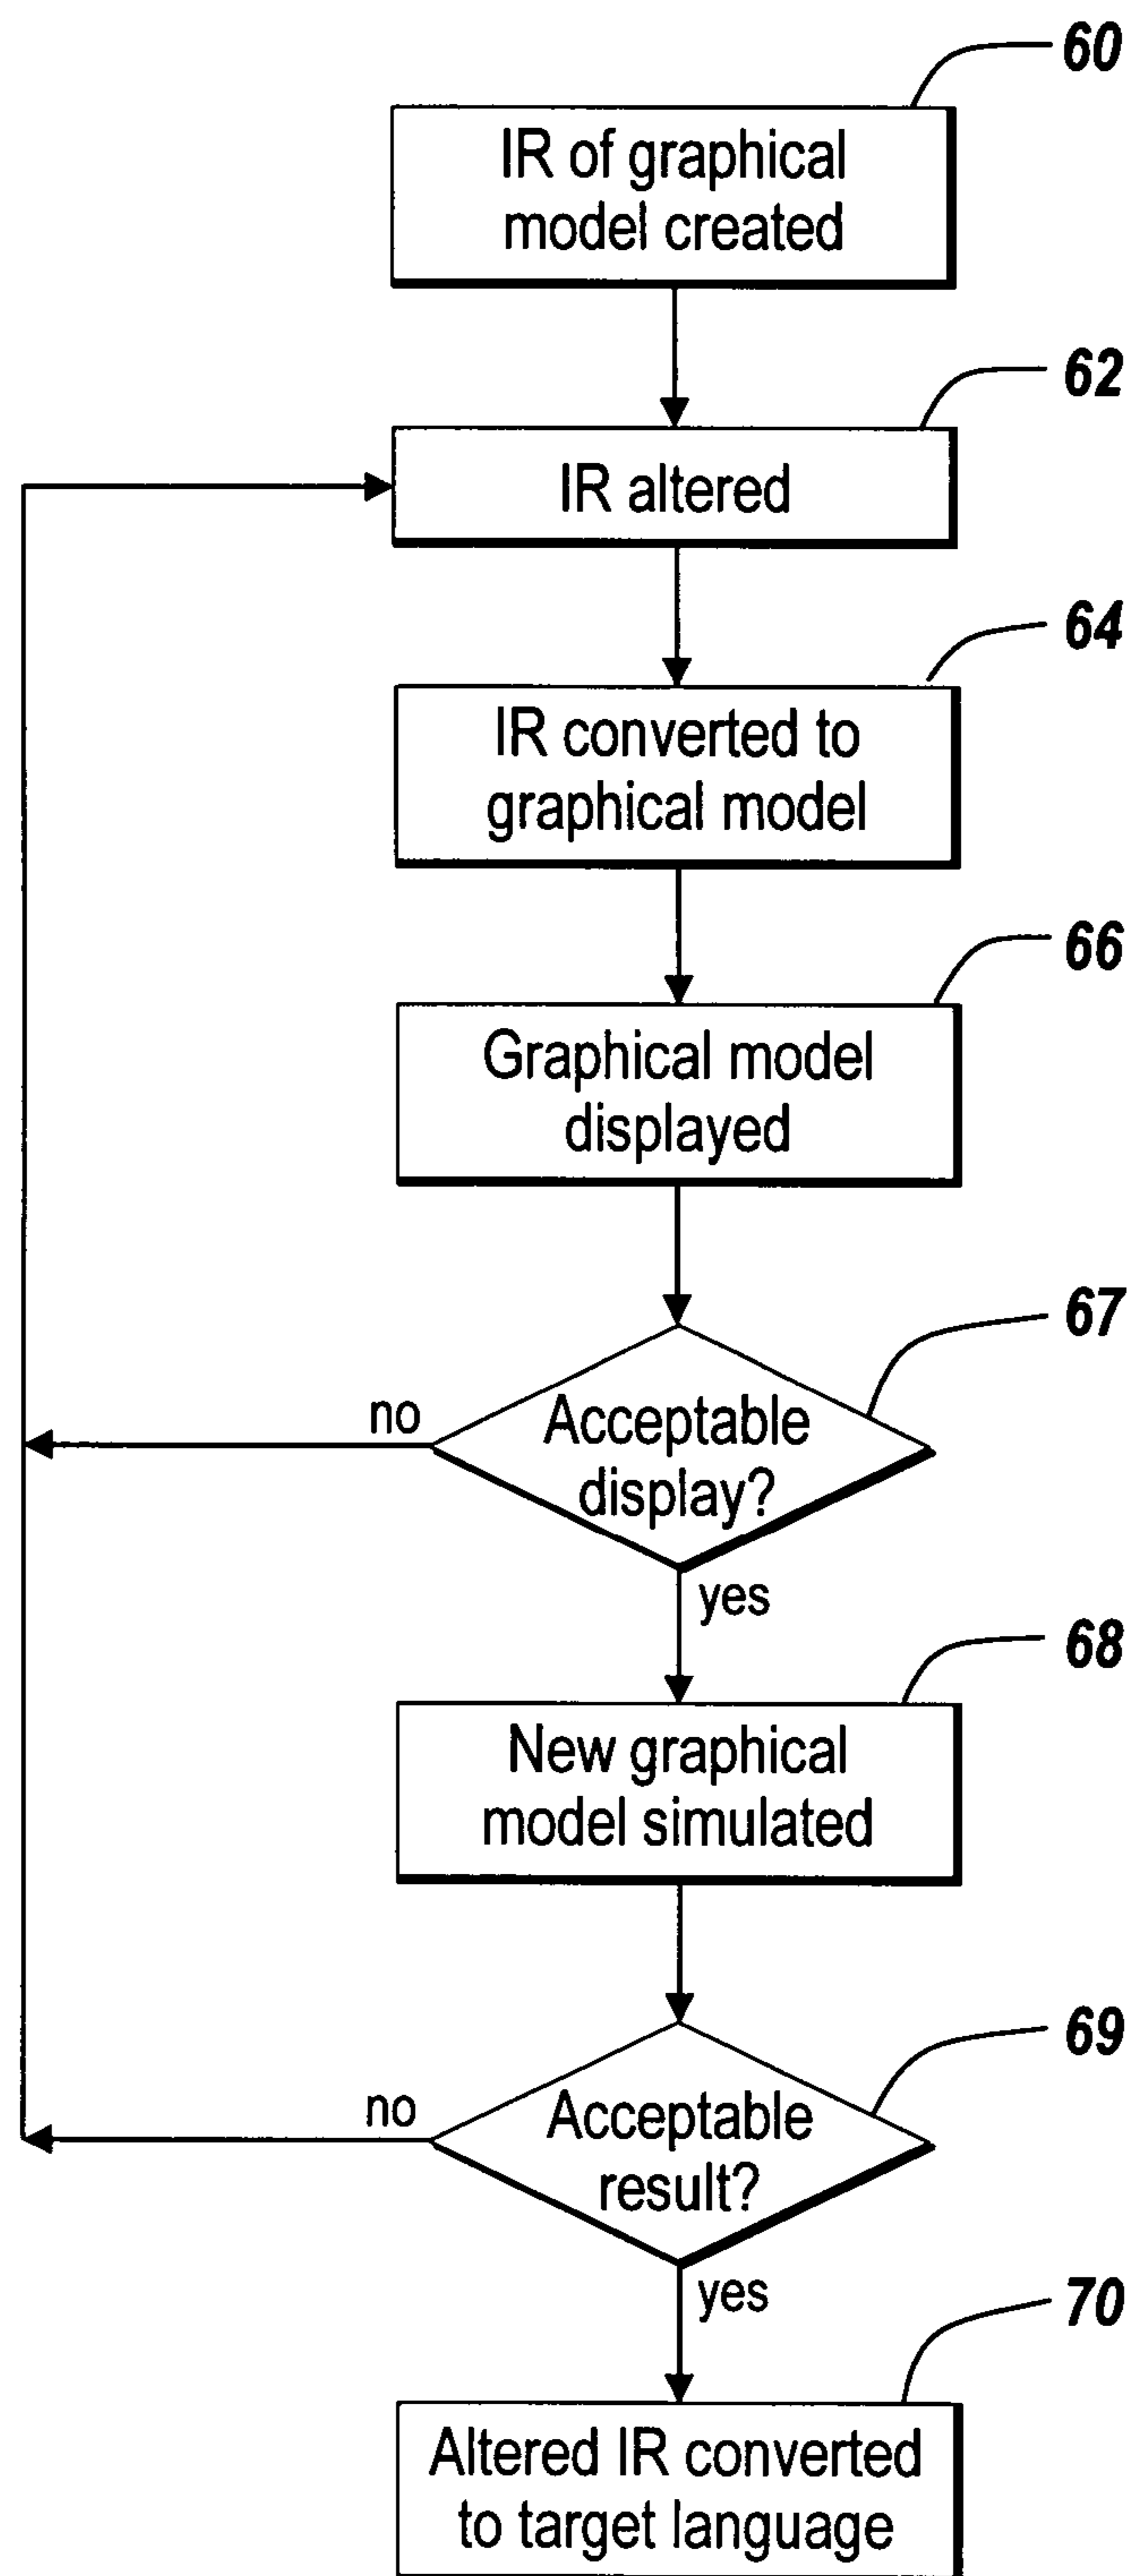 60
IR of graphical
model created
62
IR altered
64
IR converted to
graphical model
66
Graphical model
displayed
67
Acceptable
display?
no
yes
68
New graphical
model simulated
69
Acceptable
result?
no
yes
70
Altered IR converted
to target language